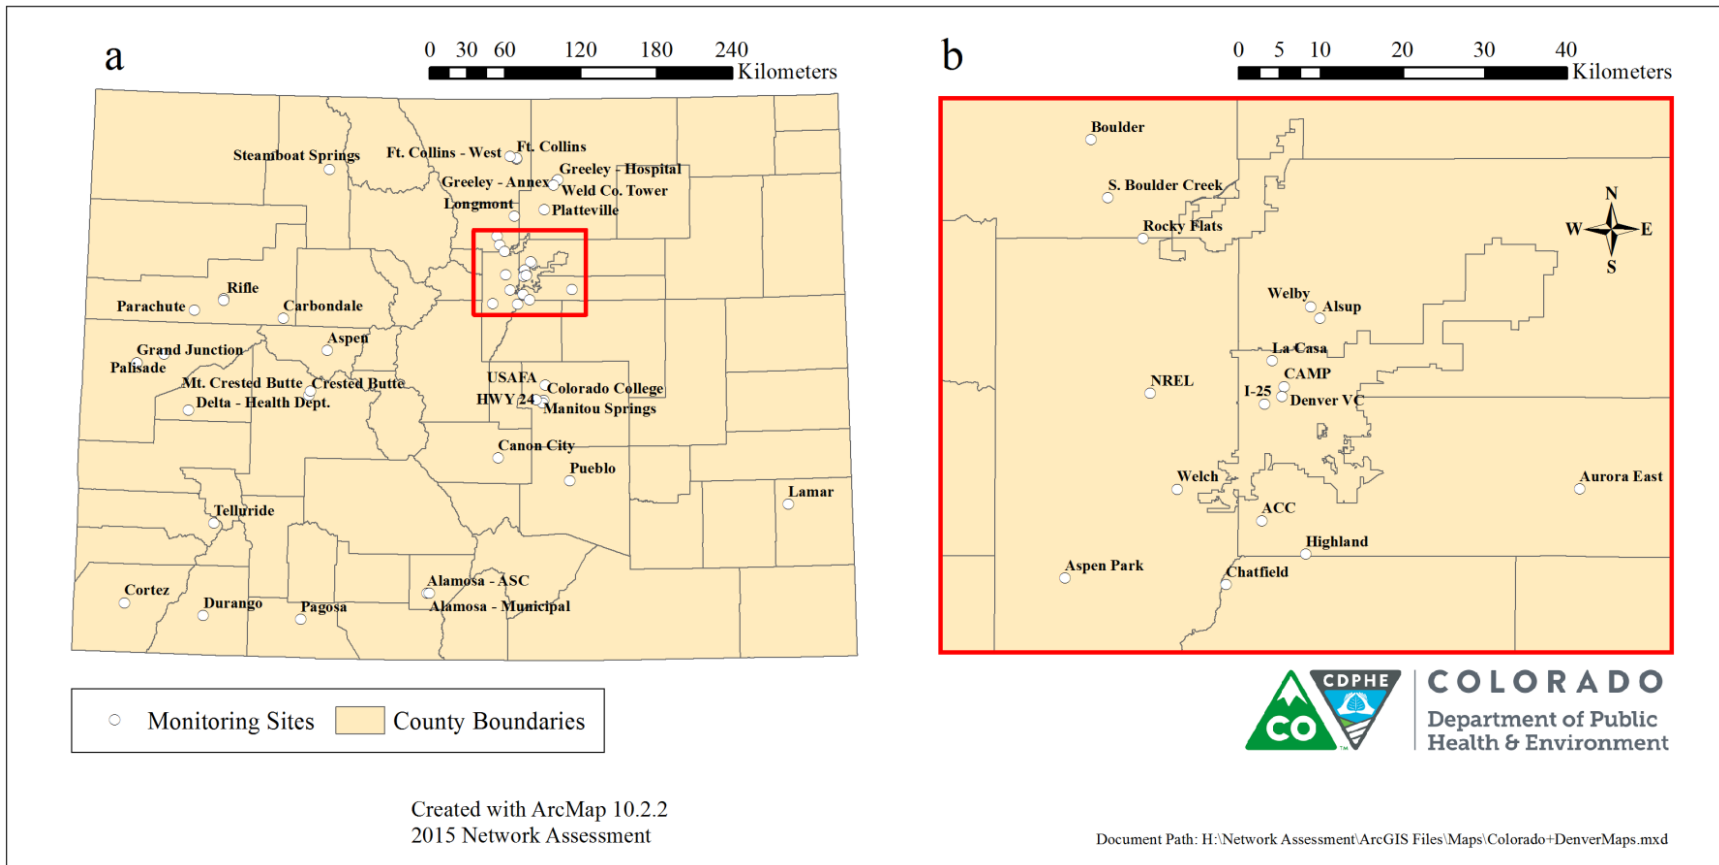 a
0 30 60 120 180 240
Kilometers
Steamboat Springs
Ft. Collins - West
Ft. Collins
Greeley - Hospital
Greeley - Annex
Weld Co. Tower
Longmont
Platteville
Rifle
Parachute
Carbondale
Aspen
Grand Junction
Palisade
Mt. Crested Butte
Crested Butte
Delta - Health Dept.
USAFA
Colorado College
HWY 24
Manitou Springs
Canon City
Pueblo
Lamar
Telluride
Cortez
Durango
Pagosa
Alamosa - ASC
Alamosa - Municipal
Monitoring Sites
County Boundaries
b
0 5 10 20 30 40
Kilometers
Boulder
S. Boulder Creek
Rocky Flats
N
W E
S
Welby
Alsup
La Casa
CAMP
NREL
I-25
Denver VC
Welch
Aurora East
ACC
Highland
Aspen Park
Chatfield
CO
TM
CDPHE
COLORADO
Department of Public
Health & Environment
Created with ArcMap 10.2.2
2015 Network Assessment
Document Path: H:\Network Assessment\ArcGIS Files\Maps\Colorado+DenverMaps.mxd